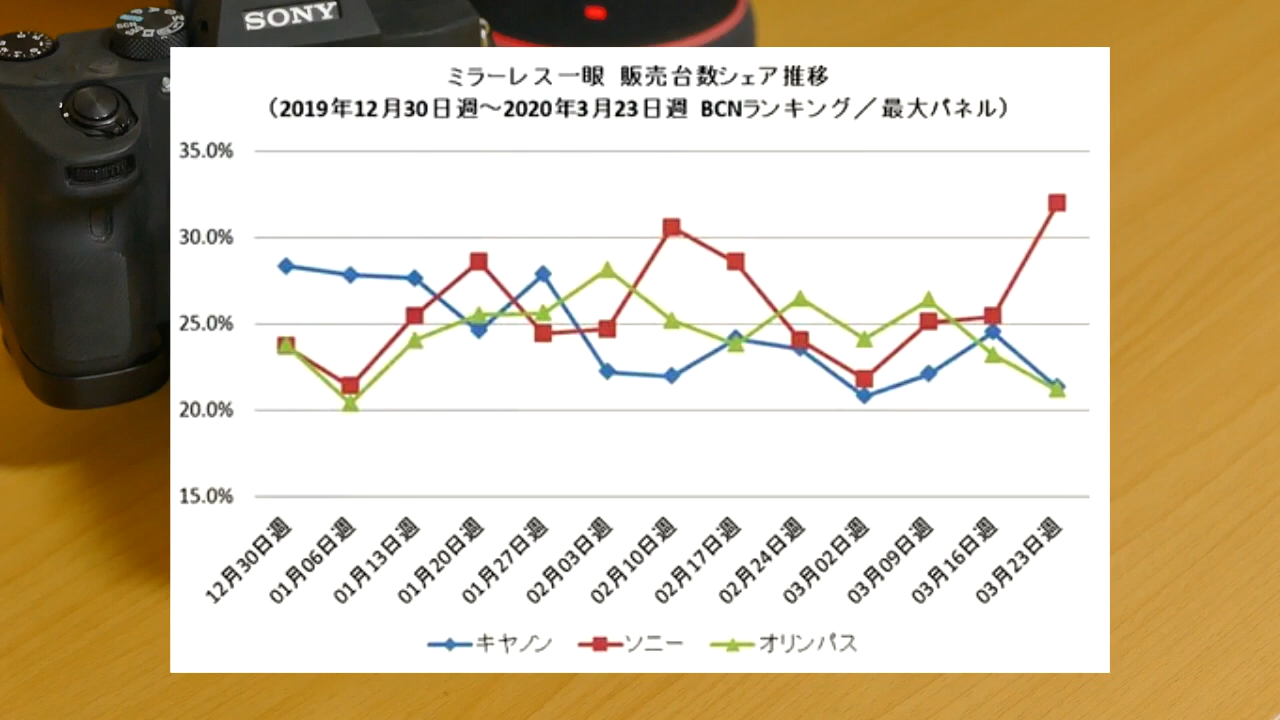 SONY
ミラーレス一眼 販売台数シェア推移
(2019年12月30日週～2020年3月23日週 BCNランキング／最大パネル)
35.0%
30.0%
25.0%
20.0%
15.0%
12月30日週
01月06日週
01月13日週
01月20日週
01月27日週
02月03日週
02月10日週
02月17日週
02月24日週
03月02日週
03月09日週
03月16日週
03月23日週
キヤノン ソニー オリンパス